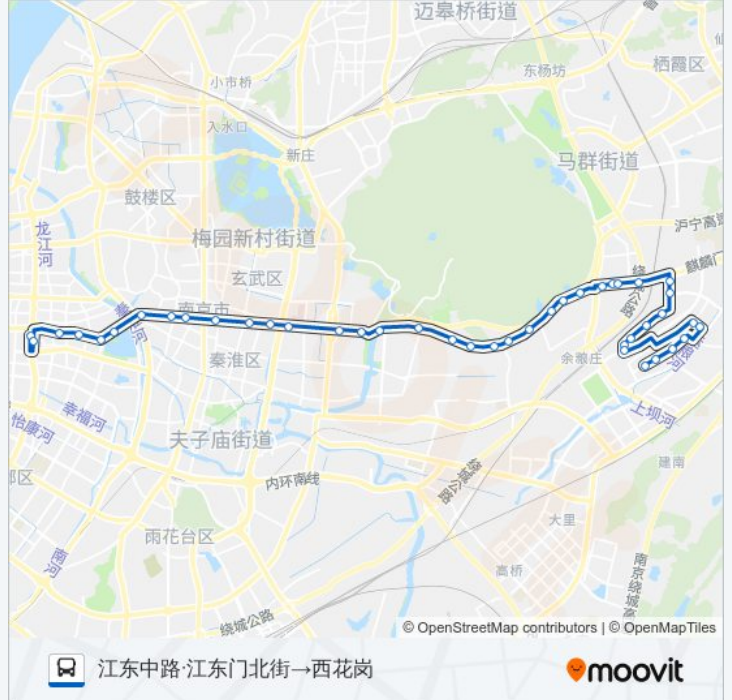 迈皋桥街道
东杨坊
栖霞区
小市桥
入水口
新庄
马群街道
鼓楼区
龙江河
梅园新村街道
沪宁高速
麒麟门
玄武区
绕城公路
南京市
秦淮河
秦淮区
余粮庄
幸福河
怡康河
上坝河
夫子庙街道
建南
内环南线
绕城公路
大里
雨花台区
南河
高桥
南京绕城高
绕城公路
© OpenStreetMap contributors | © OpenMapTiles
江东中路·江东门北街→西花岗
moovit